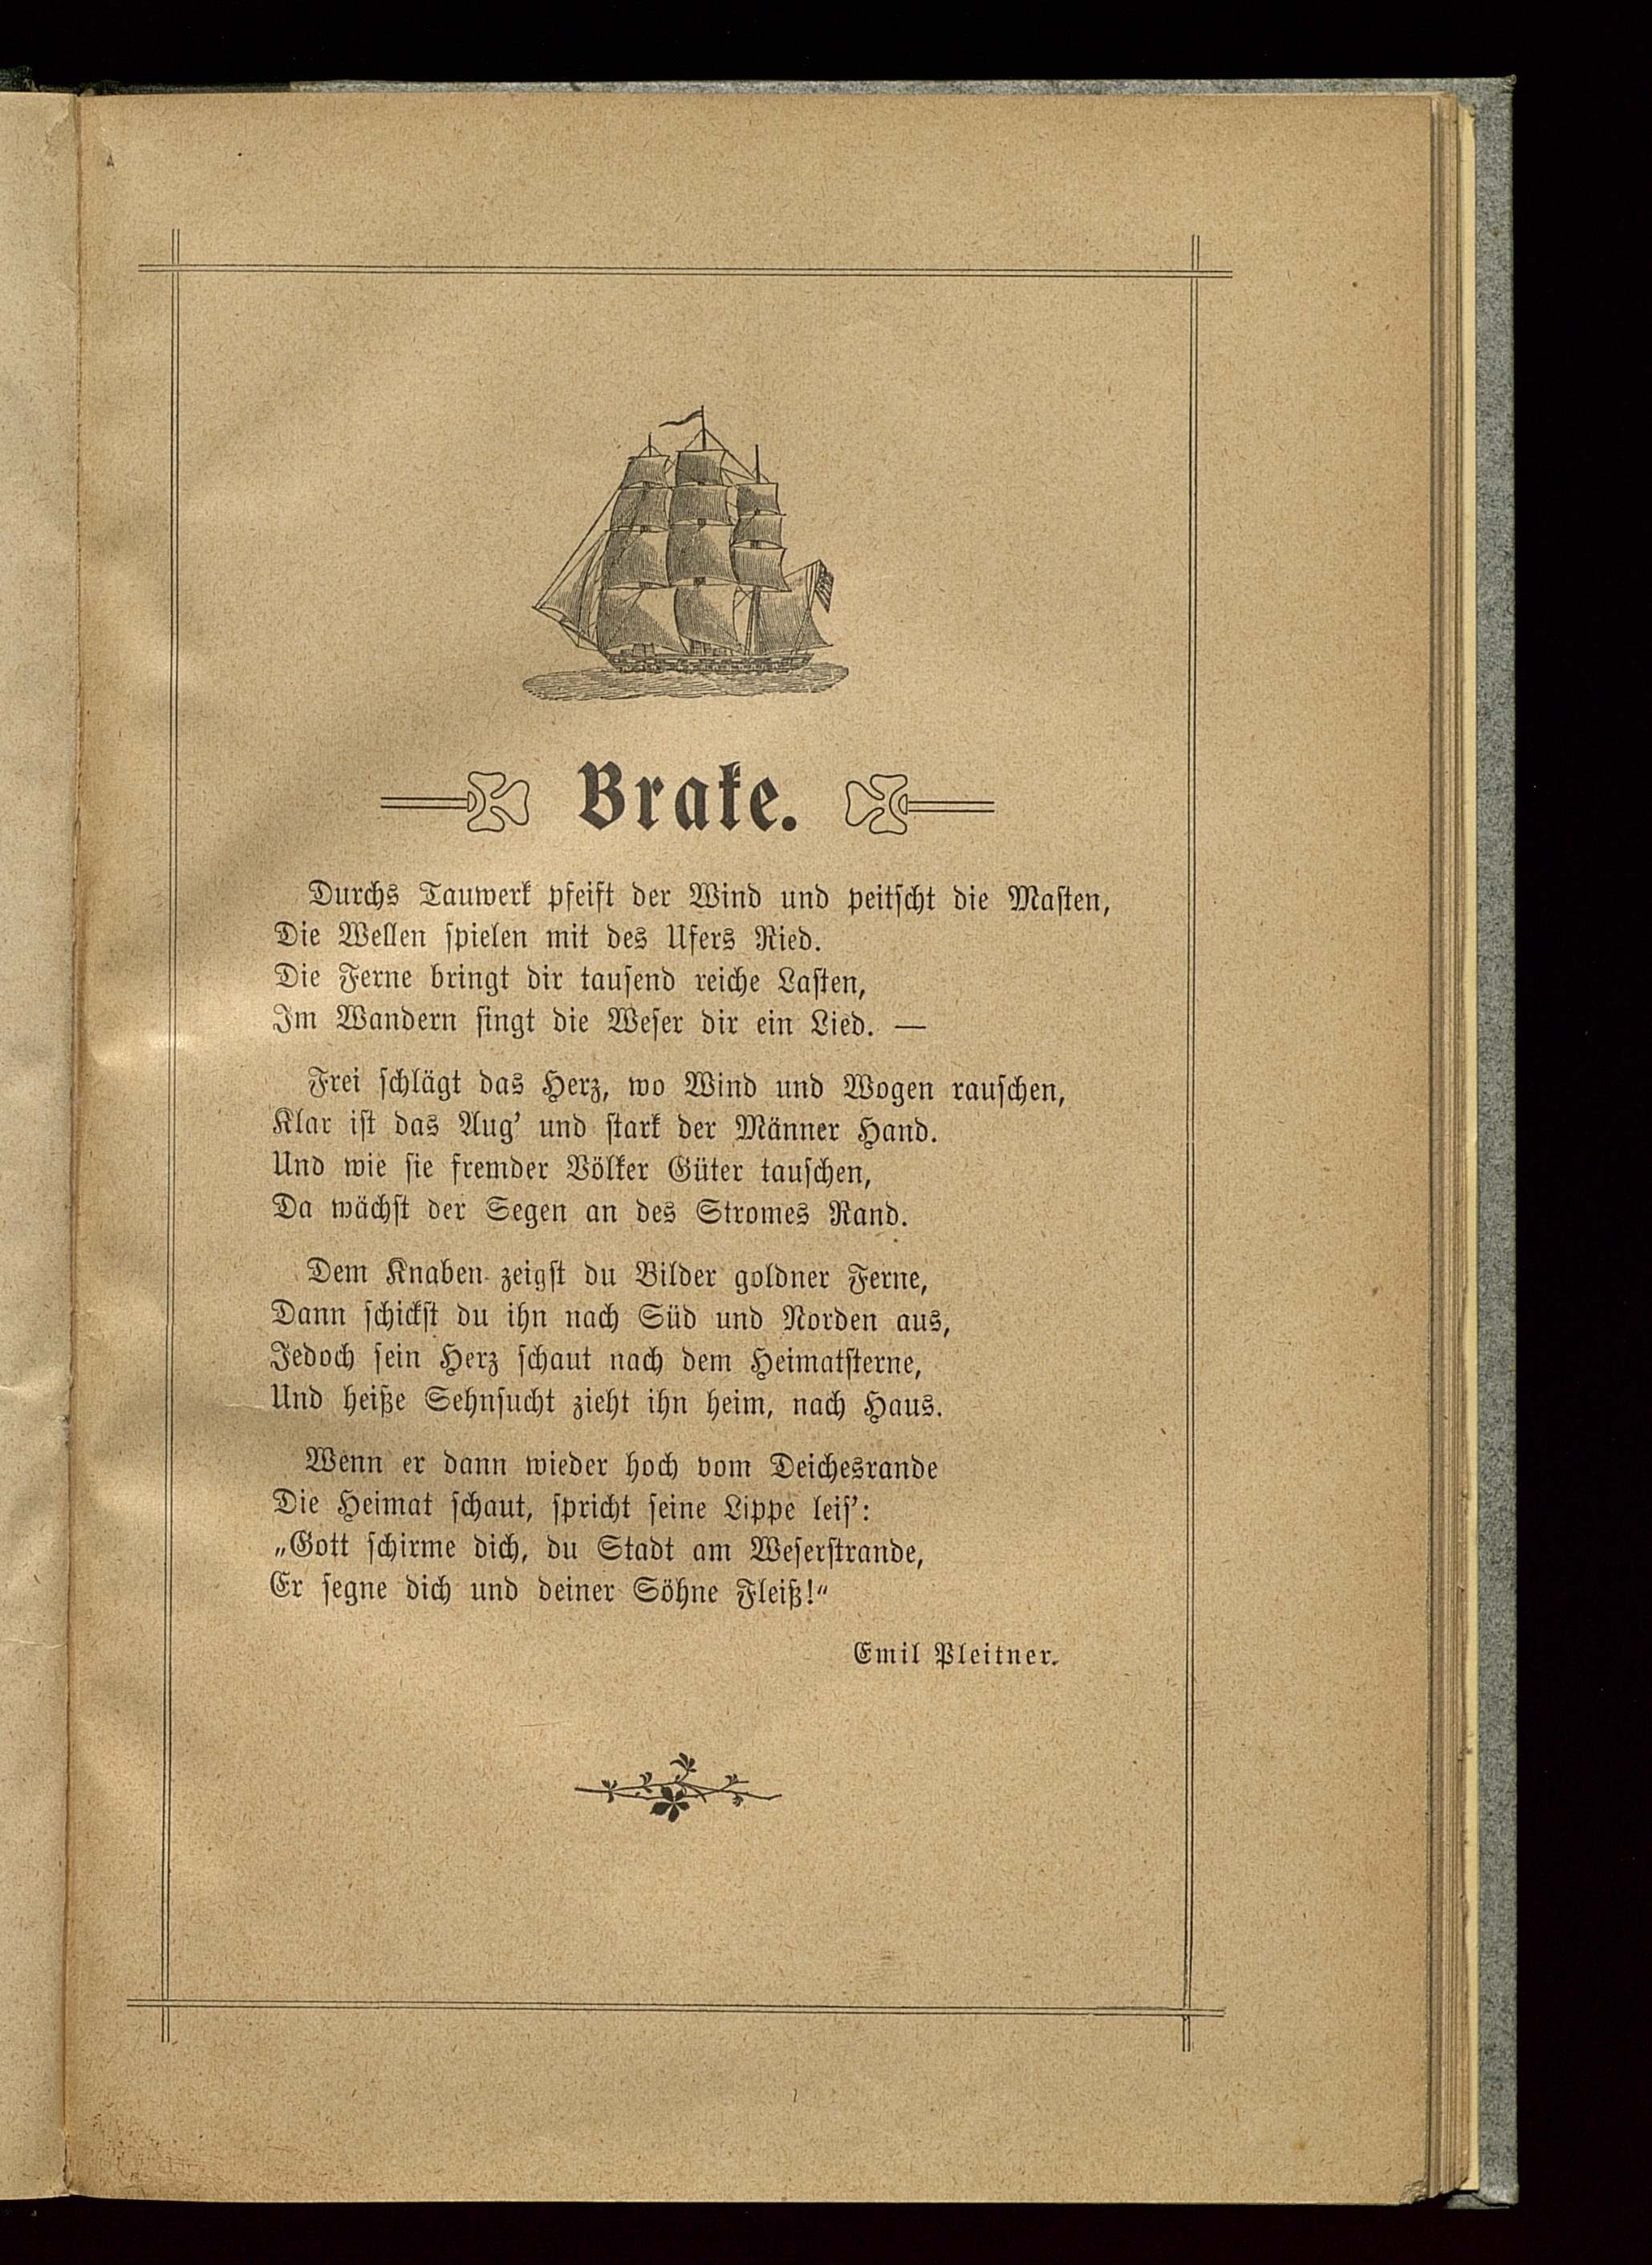 Brake.
Durchs Tauwerk pfeift der Wind und peitscht die Masten,
Die Wellen spielen mit des Ufers Ried.
Die Ferne bringt dir tausend reiche Lasten,
Im Wandern singt die Weser dir ein Lied. —
Frei schlägt das Herz, wo Wind und Wogen rauschen,
Klar ist das Aug' und stark der Männer Hand.
Und wie sie fremder Völker Güter tauschen,
Da wächst der Segen an des Stromes Rand.
Dem Knaben zeigst du Bilder goldner Ferne,
Dann schickst du ihn nach Süd und Norden aus,
Jedoch sein Herz schaut nach dem Heimatsterne,
Und heiße Sehnsucht zieht ihn heim, nach Haus.
Wenn er dann wieder hoch vom Deichesrande
Die Heimat schaut, spricht seine Lippe leis':
„Gott schirme dich, du Stadt am Weserstrande,
Er segne dich und deiner Söhne Fleiß!“
Emil Pleitner.